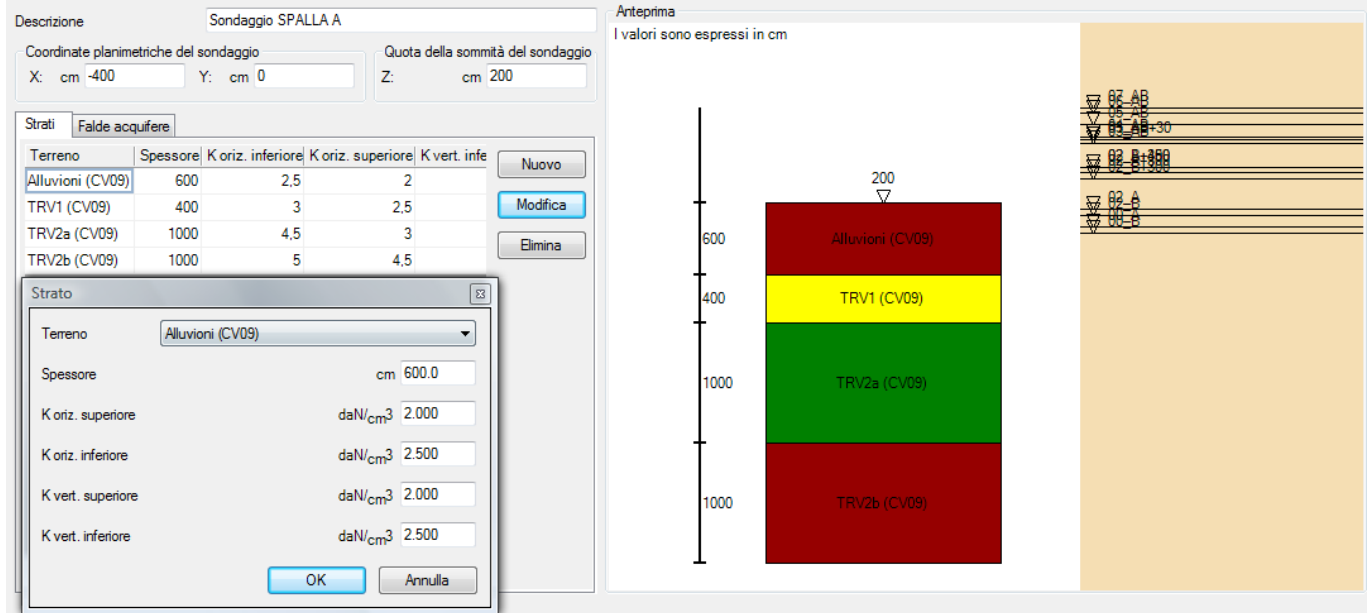 Descrizione Sondaggio SPALLA A
Coordinate planimetriche del sondaggio Quota della sommità del sondaggio
X: cm -400 Y: cm 0 Z: cm 200
Strati Falde acquifere
Terreno Spessore K oriz. inferiore K oriz. superiore K vert. infe
Alluvioni (CV09) 600 2,5 2
TRV1 (CV09) 400 3 2,5
TRV2a (CV09) 1000 4,5 3
TRV2b (CV09) 1000 5 4,5
Nuovo
Modifica
Elimina
Strato
Terreno Alluvioni (CV09)
Spessore cm 600.0
K oriz. superiore daN/cm3 2.000
K oriz. inferiore daN/cm3 2.500
K vert. superiore daN/cm3 2.000
K vert. inferiore daN/cm3 2.500
OK Annulla
Anteprima
I valori sono espressi in cm
200
600 Alluvioni (CV09)
400 TRV1 (CV09)
1000 TRV2a (CV09)
1000 TRV2b (CV09)
07_AB
05_AB
02_A
00_B